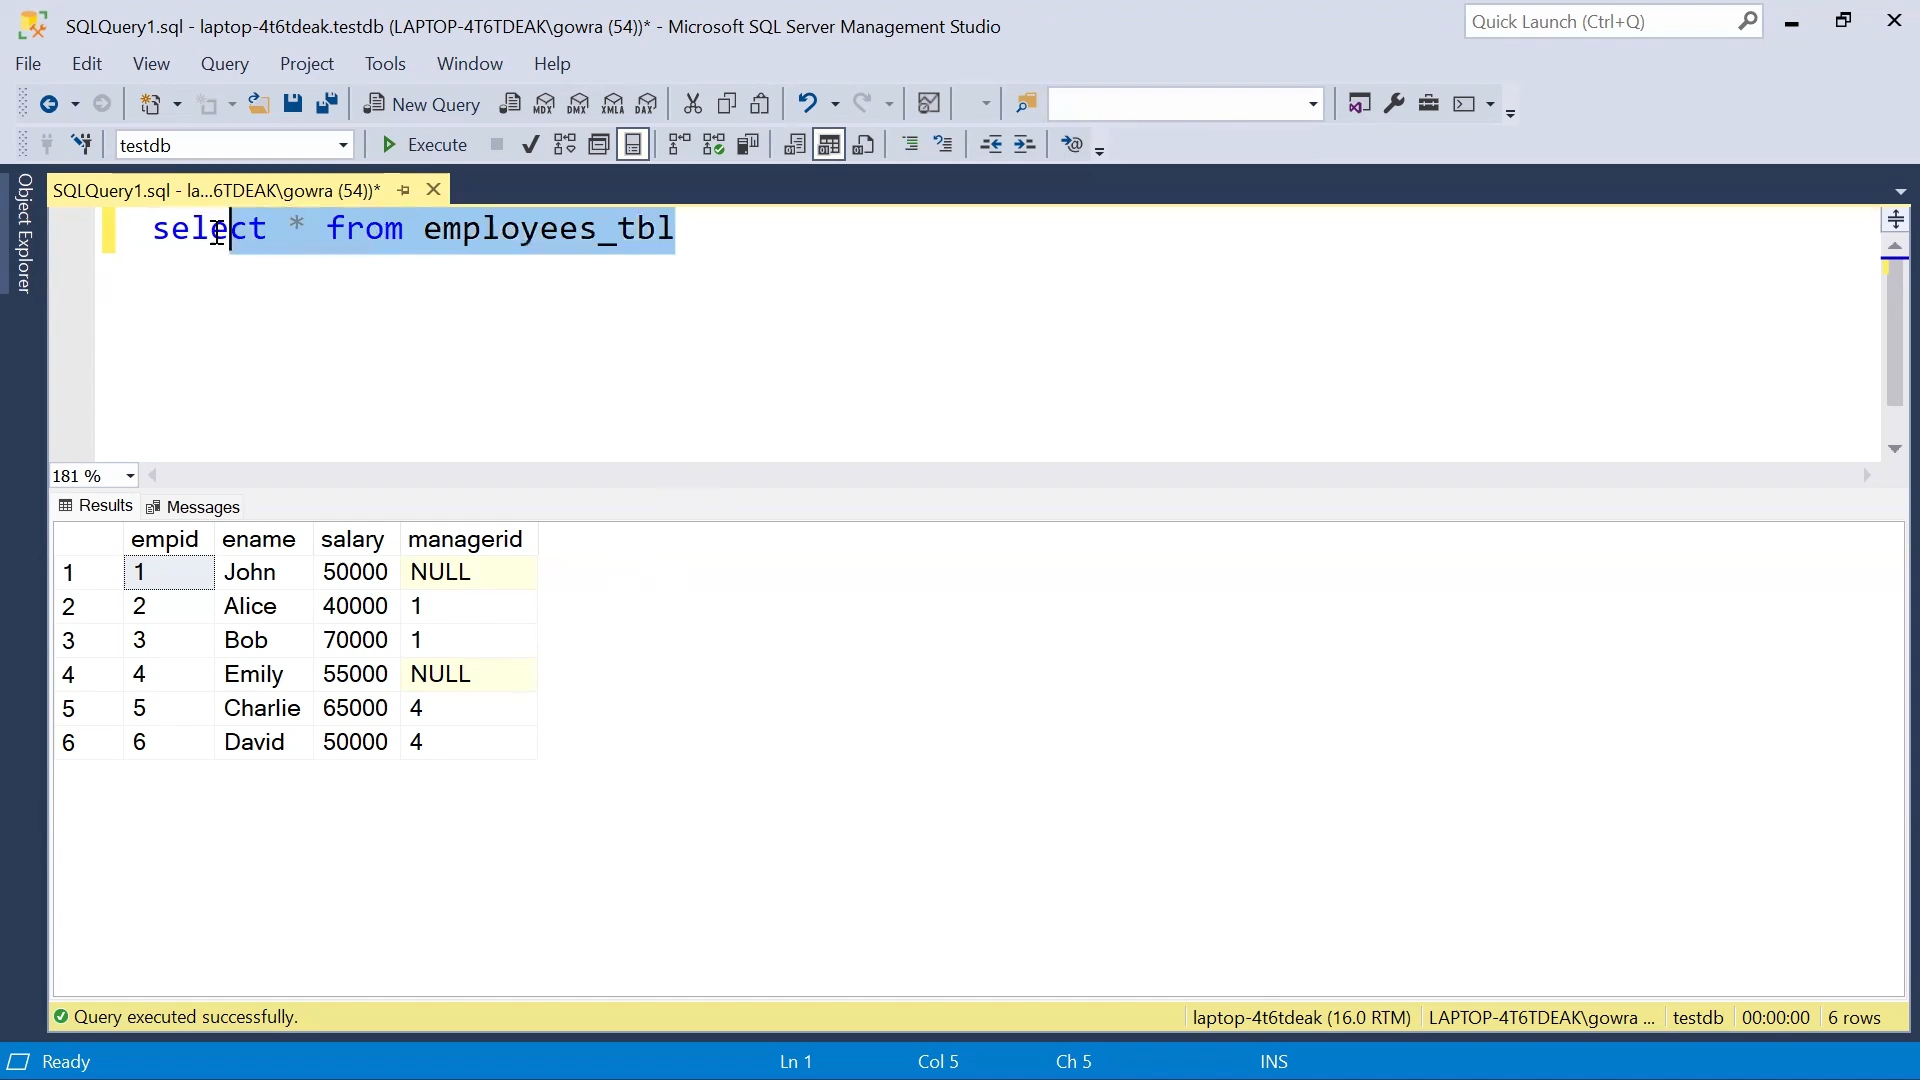 SQLQuery1.sql - laptop-4t6tdeak.testdb (LAPTOP-4T6TDEAK\gowra (54))* - Microsoft SQL Server Management Studio
Quick Launch (Ctrl+Q)
File Edit View Query Project Tools Window Help
New Query MDX DMX XMLA DAX
testdb Execute
Object Explorer
SQLQuery1.sql - la...6TDEAK\gowra (54))*
select * from employees_tbl
181 %
Results Messages
empid ename salary managerid
1 1 John 50000 NULL
2 2 Alice 40000 1
3 3 Bob 70000 1
4 4 Emily 55000 NULL
5 5 Charlie 65000 4
6 6 David 50000 4
Query executed successfully. laptop-4t6tdeak (16.0 RTM) LAPTOP-4T6TDEAK\gowra ... testdb 00:00:00 6 rows
Ready Ln 1 Col 5 Ch 5 INS